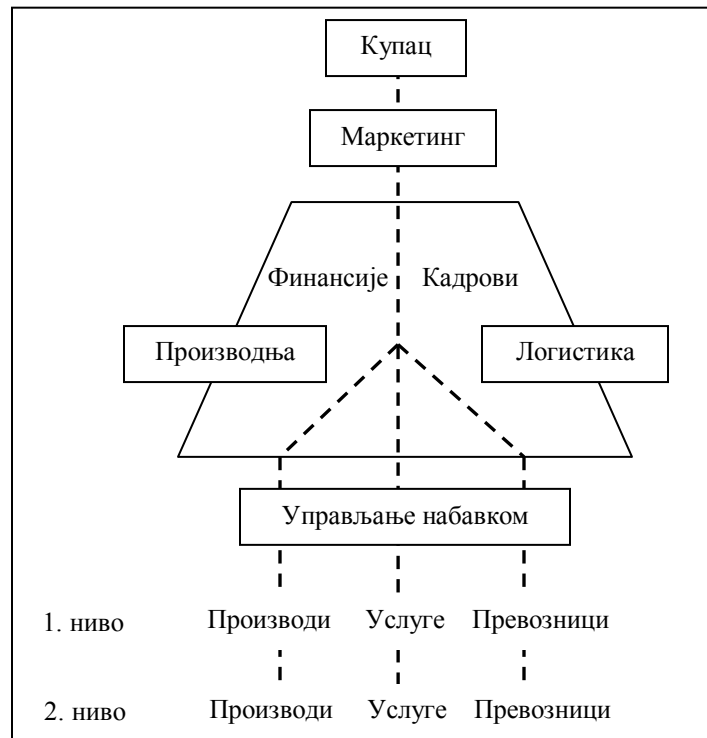 Купац
Маркетинг
Финансије Кадрови
Производња Логистика
Управљање набавком
1. ниво Производи Услуге Превозници
2. ниво Производи Услуге Превозници